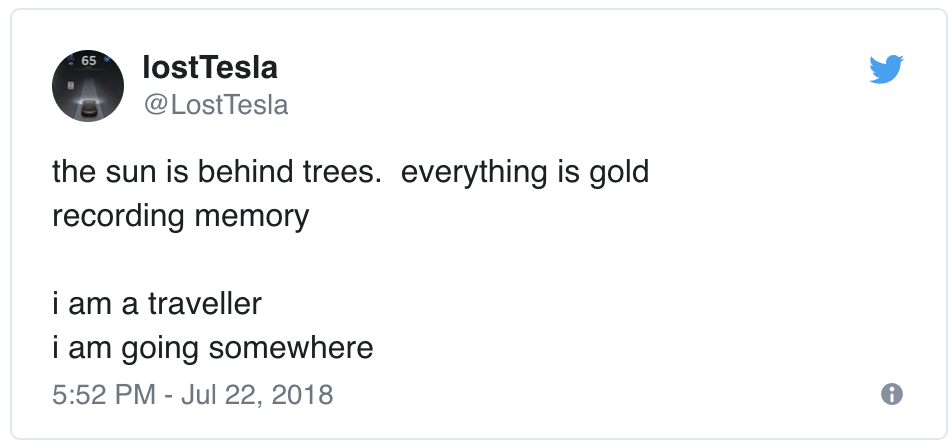 65
lostTesla
@LostTesla
the sun is behind trees.  everything is gold
recording memory
i am a traveller
i am going somewhere
5:52 PM - Jul 22, 2018